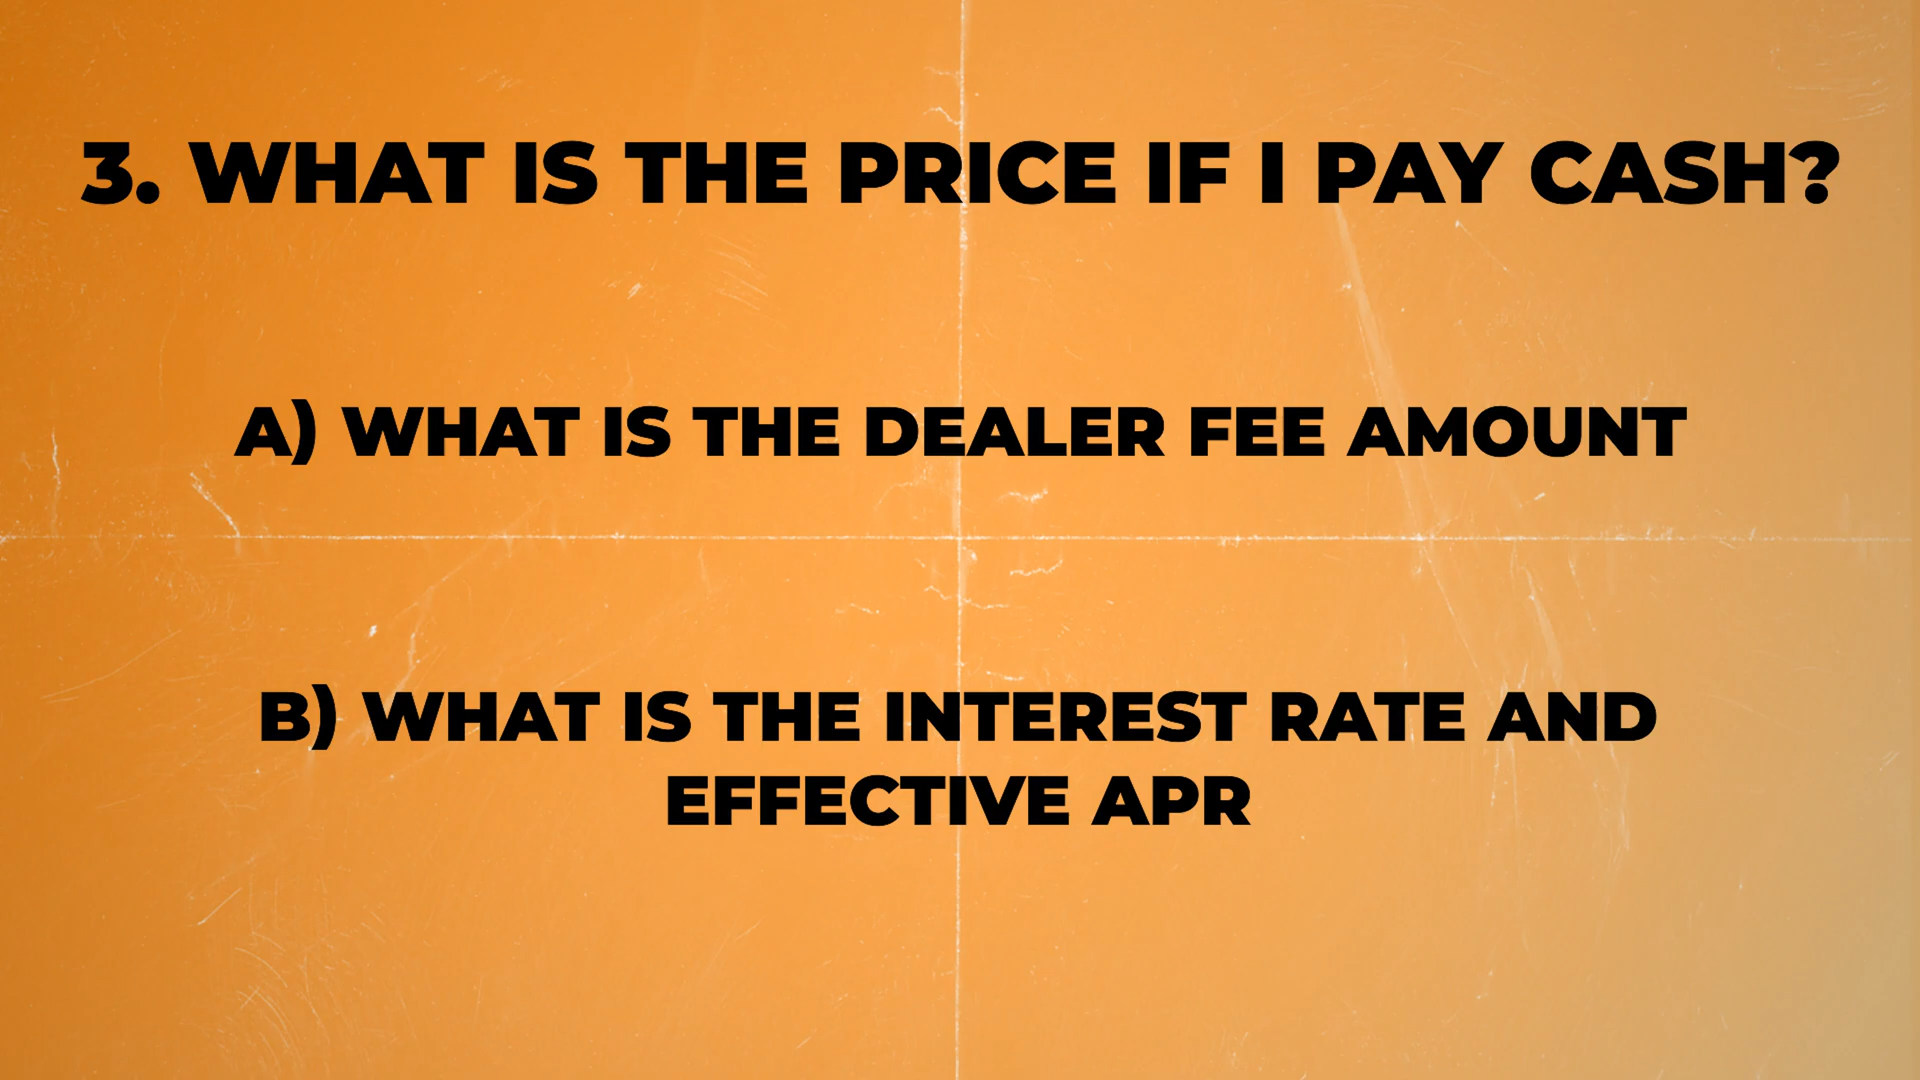 3. WHAT IS THE PRICE IF I PAY CASH?
A) WHAT IS THE DEALER FEE AMOUNT
B) WHAT IS THE INTEREST RATE AND
EFFECTIVE APR